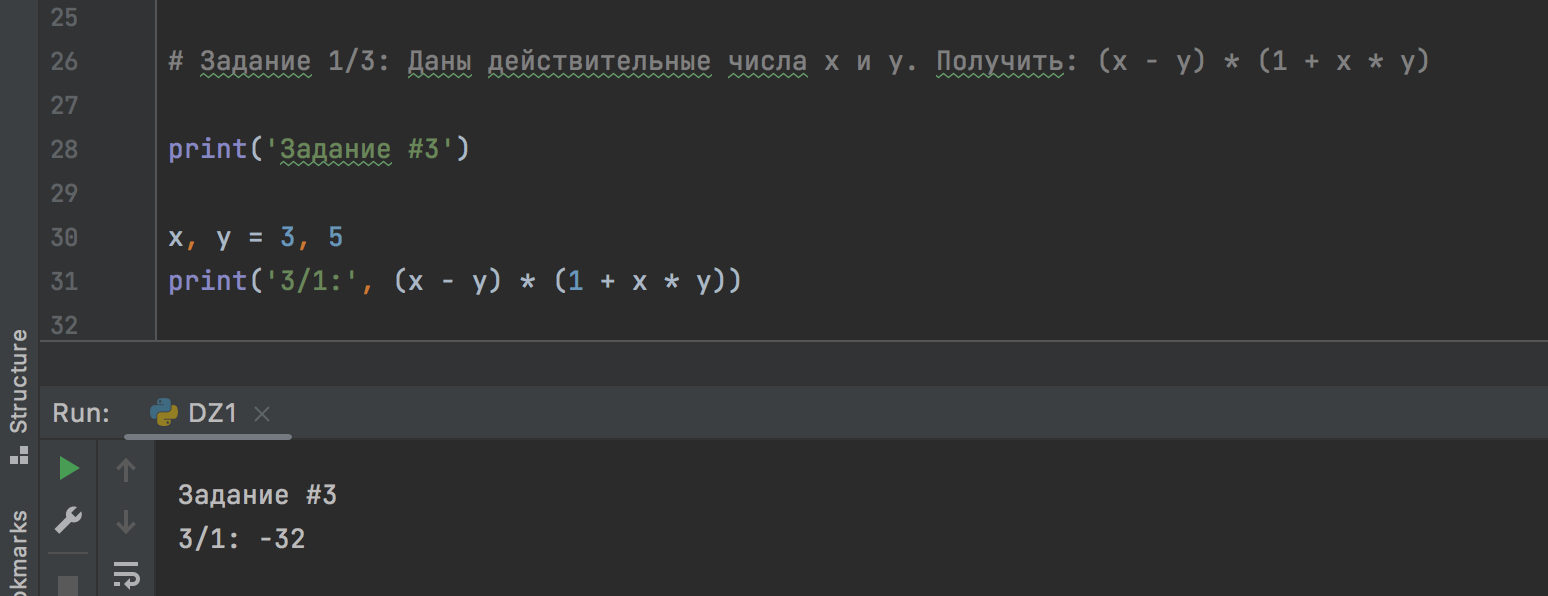 25
26 # Задание 1/3: Даны действительные числа x и y. Получить: (x - y) * (1 + x * y)
27
28 print('Задание #3')
29
30 x, y = 3, 5
31 print('3/1:', (x - y) * (1 + x * y))
32
Structure
Run: DZ1
Задание #3
3/1: -32
okmarks